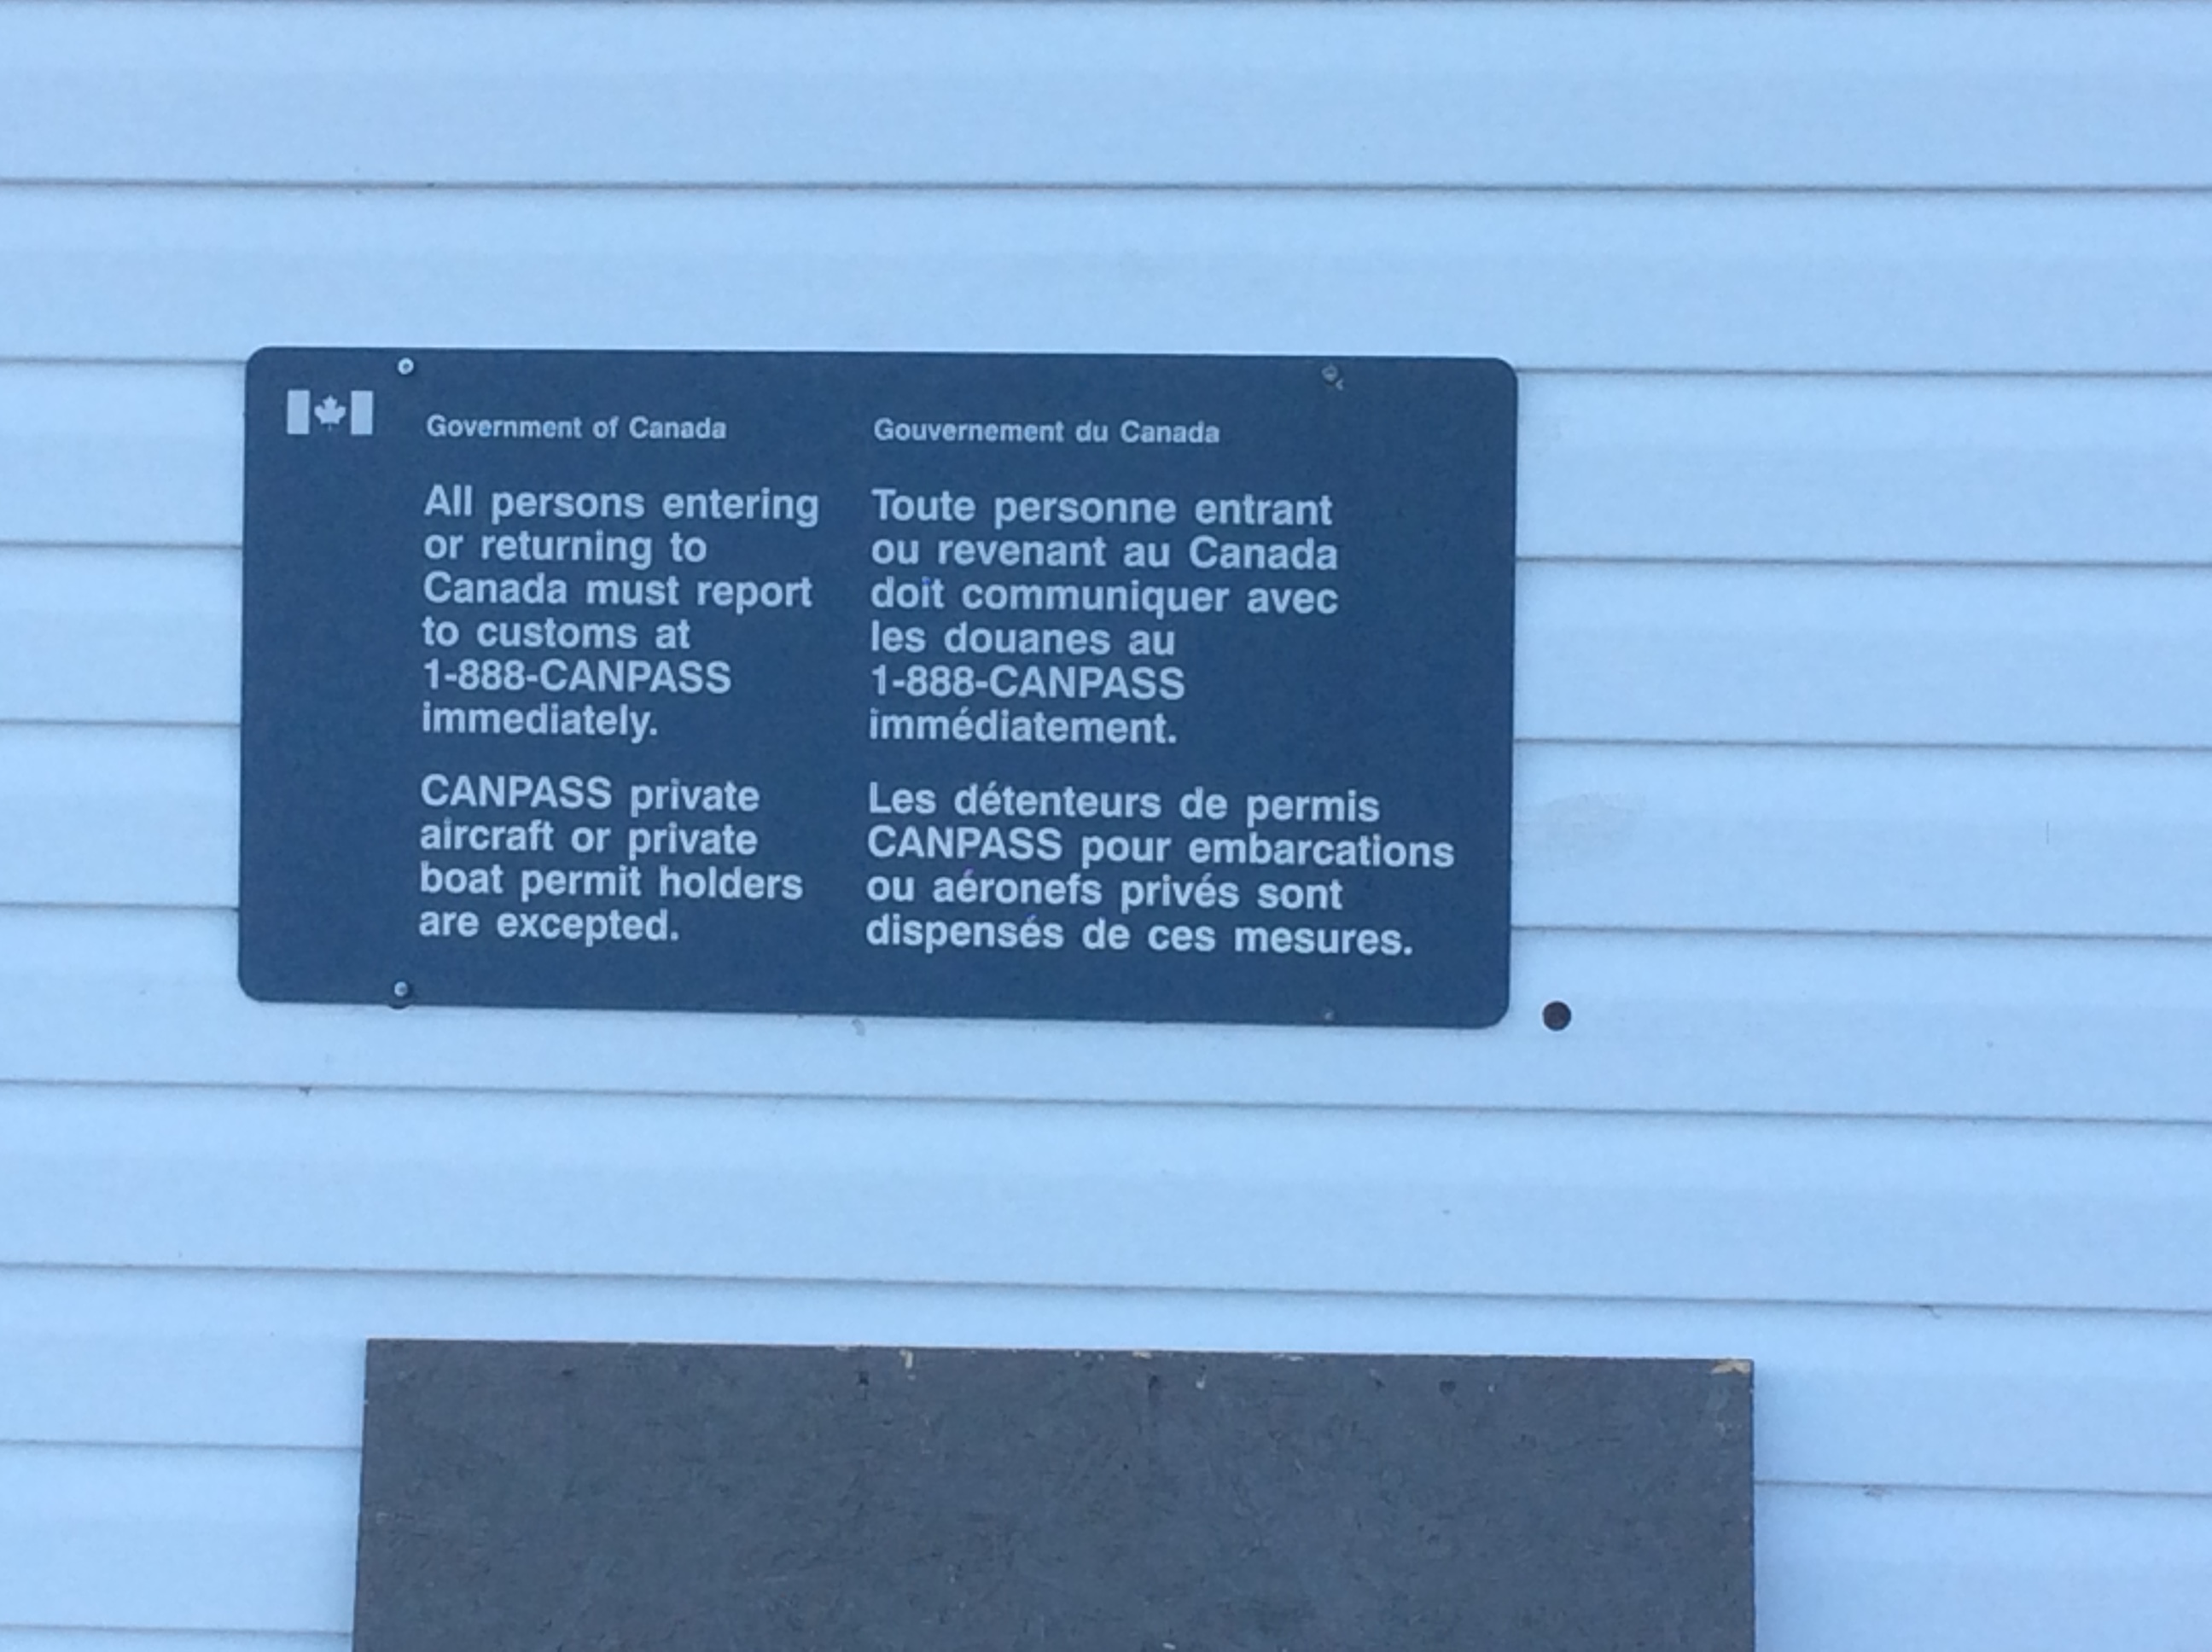 Government of Canada
All persons entering
or returning to
Canada must report
to customs at
1-888-CANPASS
immediately.
CANPASS private
aircraft or private
boat permit holders
are excepted.
Gouvernement du Canada
Toute personne entrant
ou revenant au Canada
doit communiquer avec
les douanes au
1-888-CANPASS
immédiatement.
Les détenteurs de permis
CANPASS pour embarcations
ou aéronefs privés sont
dispensés de ces mesures.